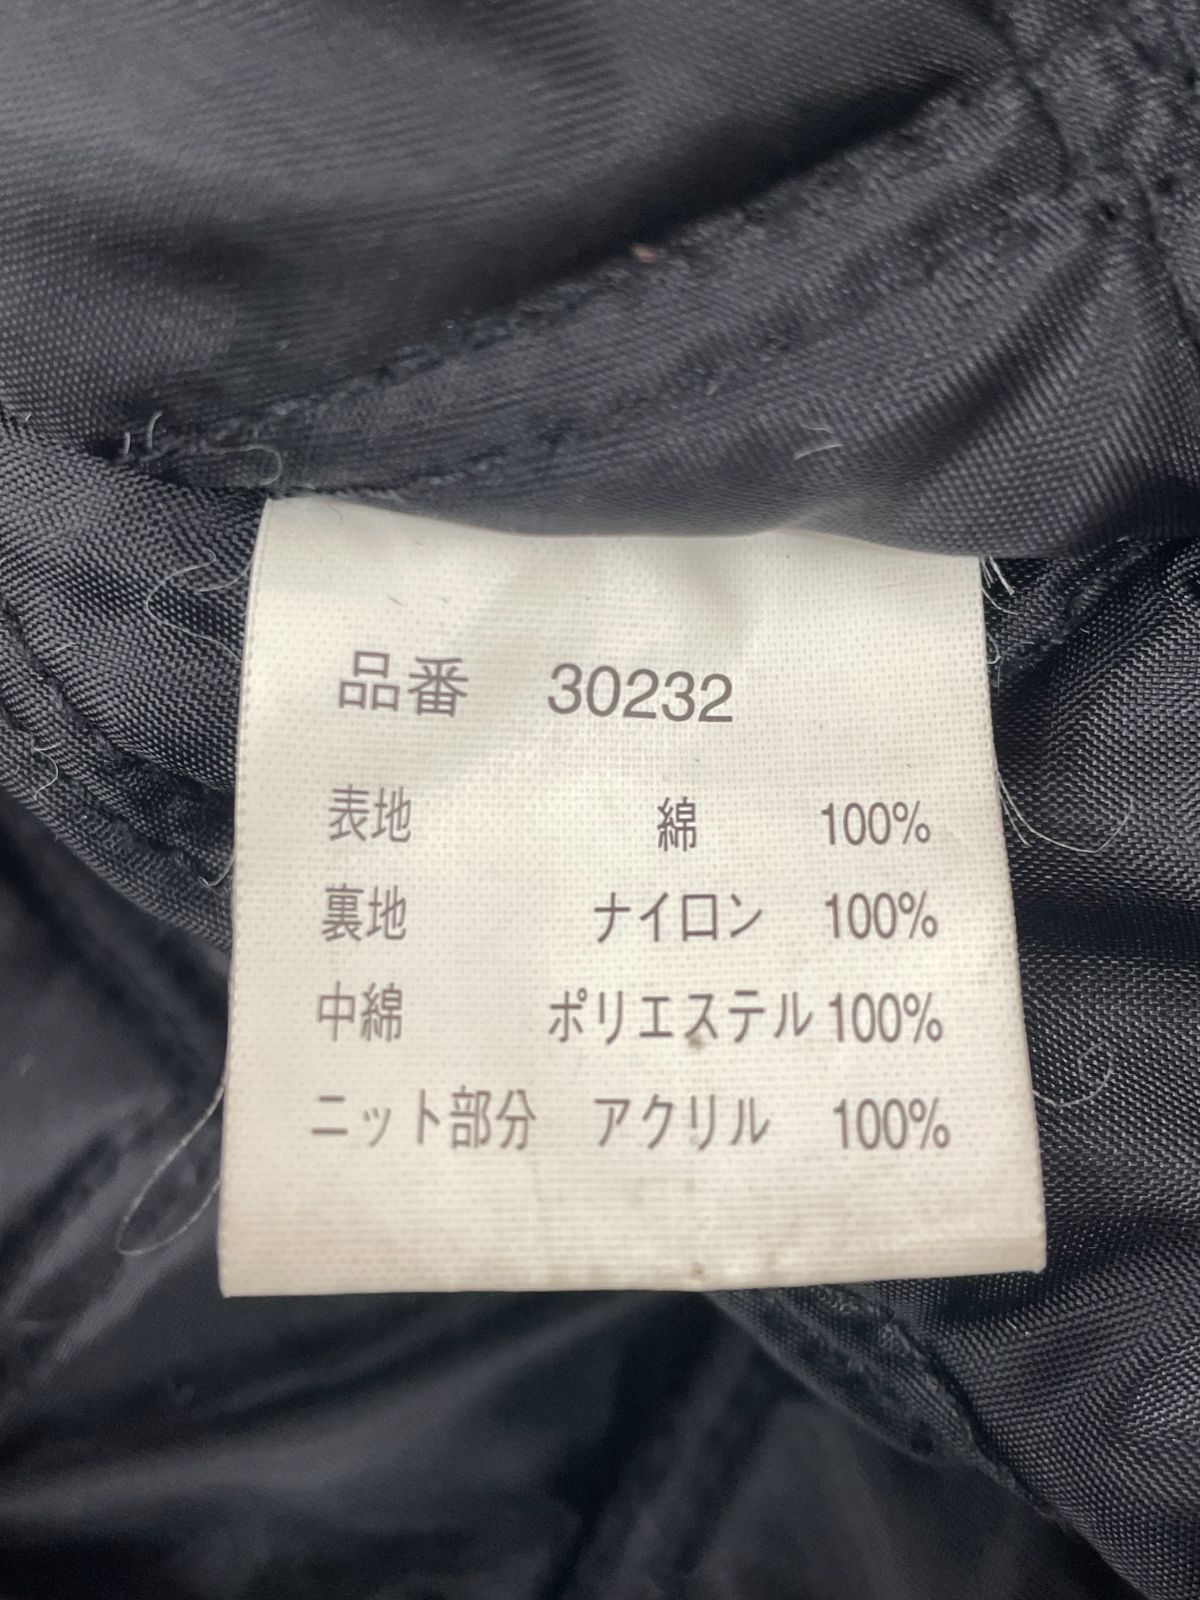 品番 30232
表地 綿 100%
裏地 ナイロン 100%
中綿 ポリエステル 100%
ニット部分 アクリル 100%